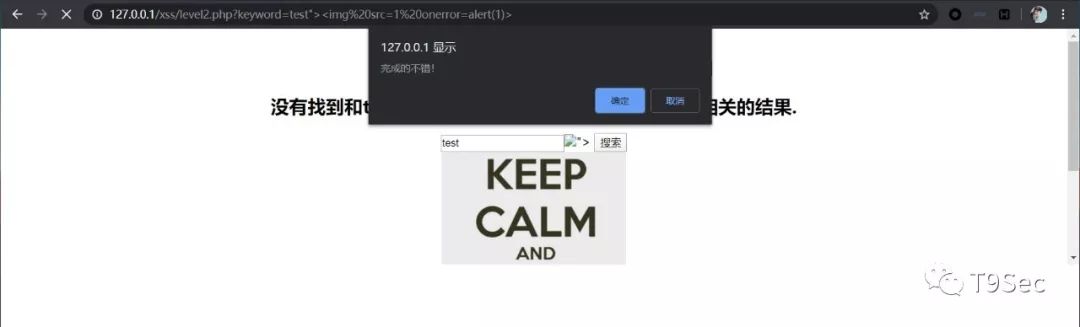 127.0.0.1/xss/level2.php?keyword=test"><img%20src=1%20onerror=alert(1)>
127.0.0.1 显示
完成的不错！
确定 取消
没有找到和t 相关的结果.
test "> 搜索
KEEP
CALM
AND
T9Sec